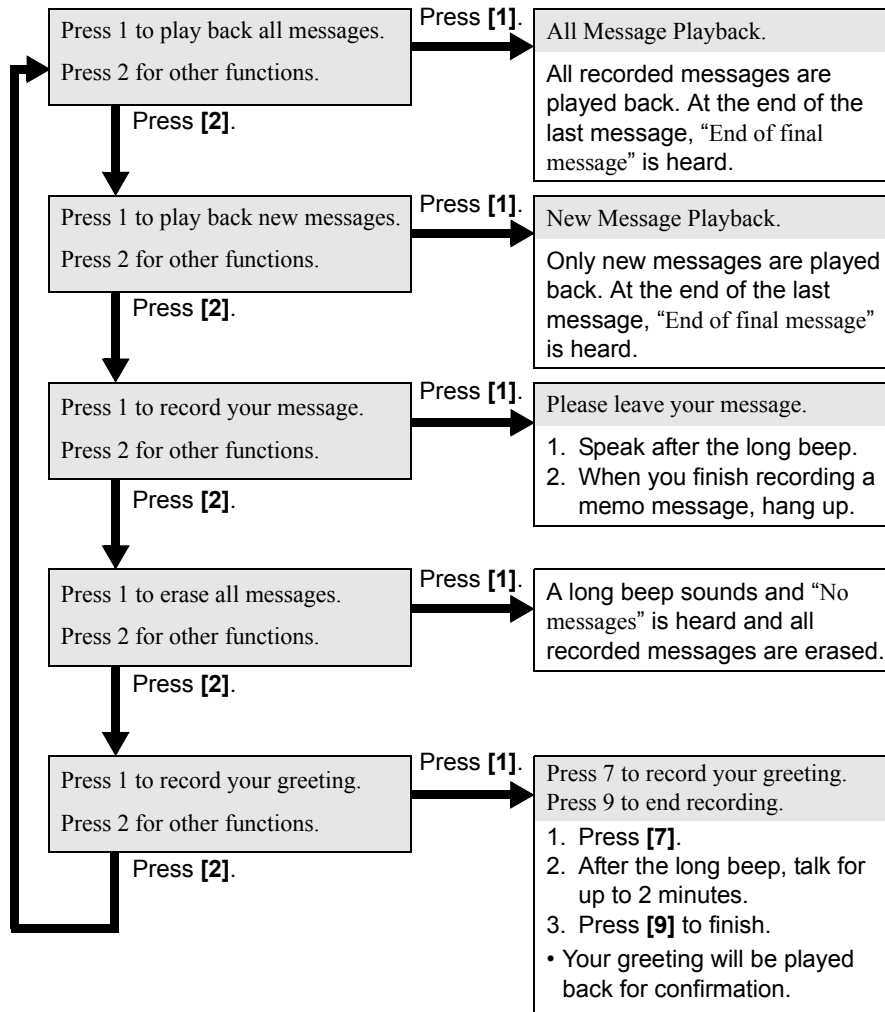 Press 1 to play back all messages.
Press 2 for other functions.
Press [1].
All Message Playback.
All recorded messages are
played back. At the end of the
last message, “End of final
message” is heard.
Press [2].
Press 1 to play back new messages.
Press 2 for other functions.
Press [1].
New Message Playback.
Only new messages are played
back. At the end of the last
message, “End of final message”
is heard.
Press [2].
Press 1 to record your message.
Press 2 for other functions.
Press [1].
Please leave your message.
1. Speak after the long beep.
2. When you finish recording a
memo message, hang up.
Press [2].
Press 1 to erase all messages.
Press 2 for other functions.
Press [1].
A long beep sounds and “No
messages” is heard and all
recorded messages are erased.
Press [2].
Press 1 to record your greeting.
Press 2 for other functions.
Press [1].
Press 7 to record your greeting.
Press 9 to end recording.
1. Press [7].
2. After the long beep, talk for
up to 2 minutes.
3. Press [9] to finish.
• Your greeting will be played
back for confirmation.
Press [2].